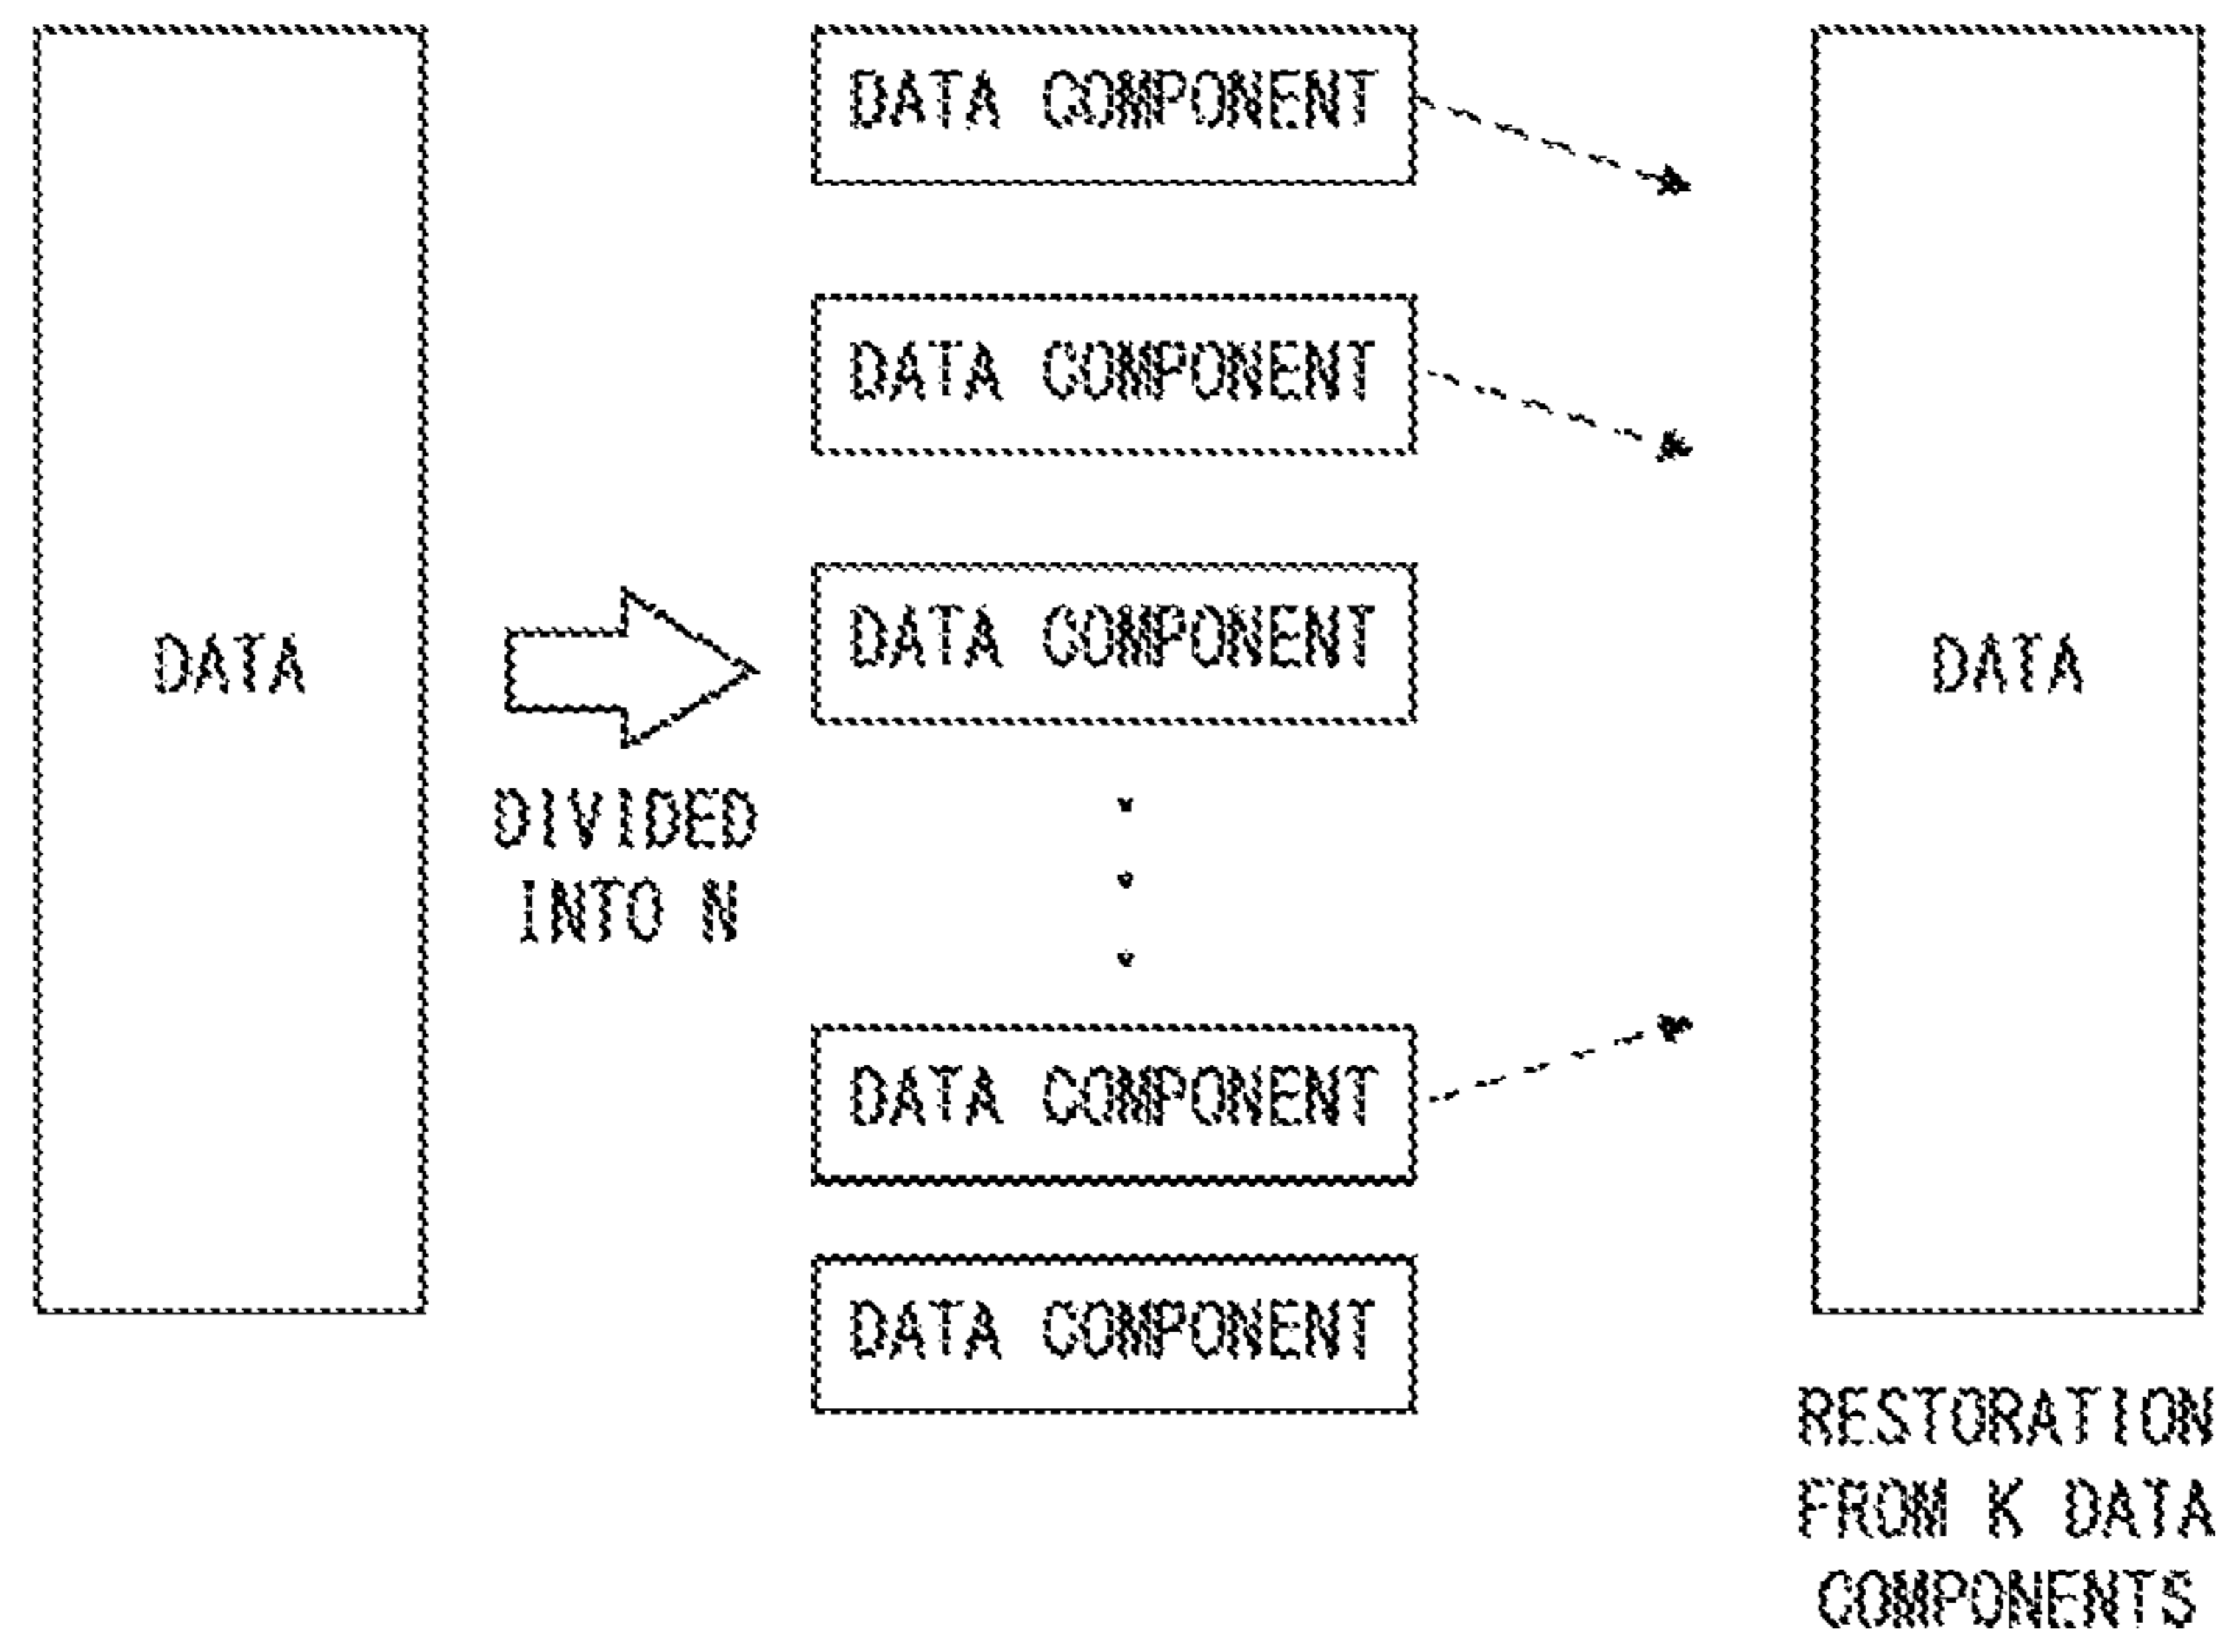 DATA
DIVIDED
INTO N
DATA COMPONENT
DATA COMPONENT
DATA COMPONENT
DATA COMPONENT
DATA COMPONENT
DATA
RESTORATION
FROM K DATA
COMPONENTS